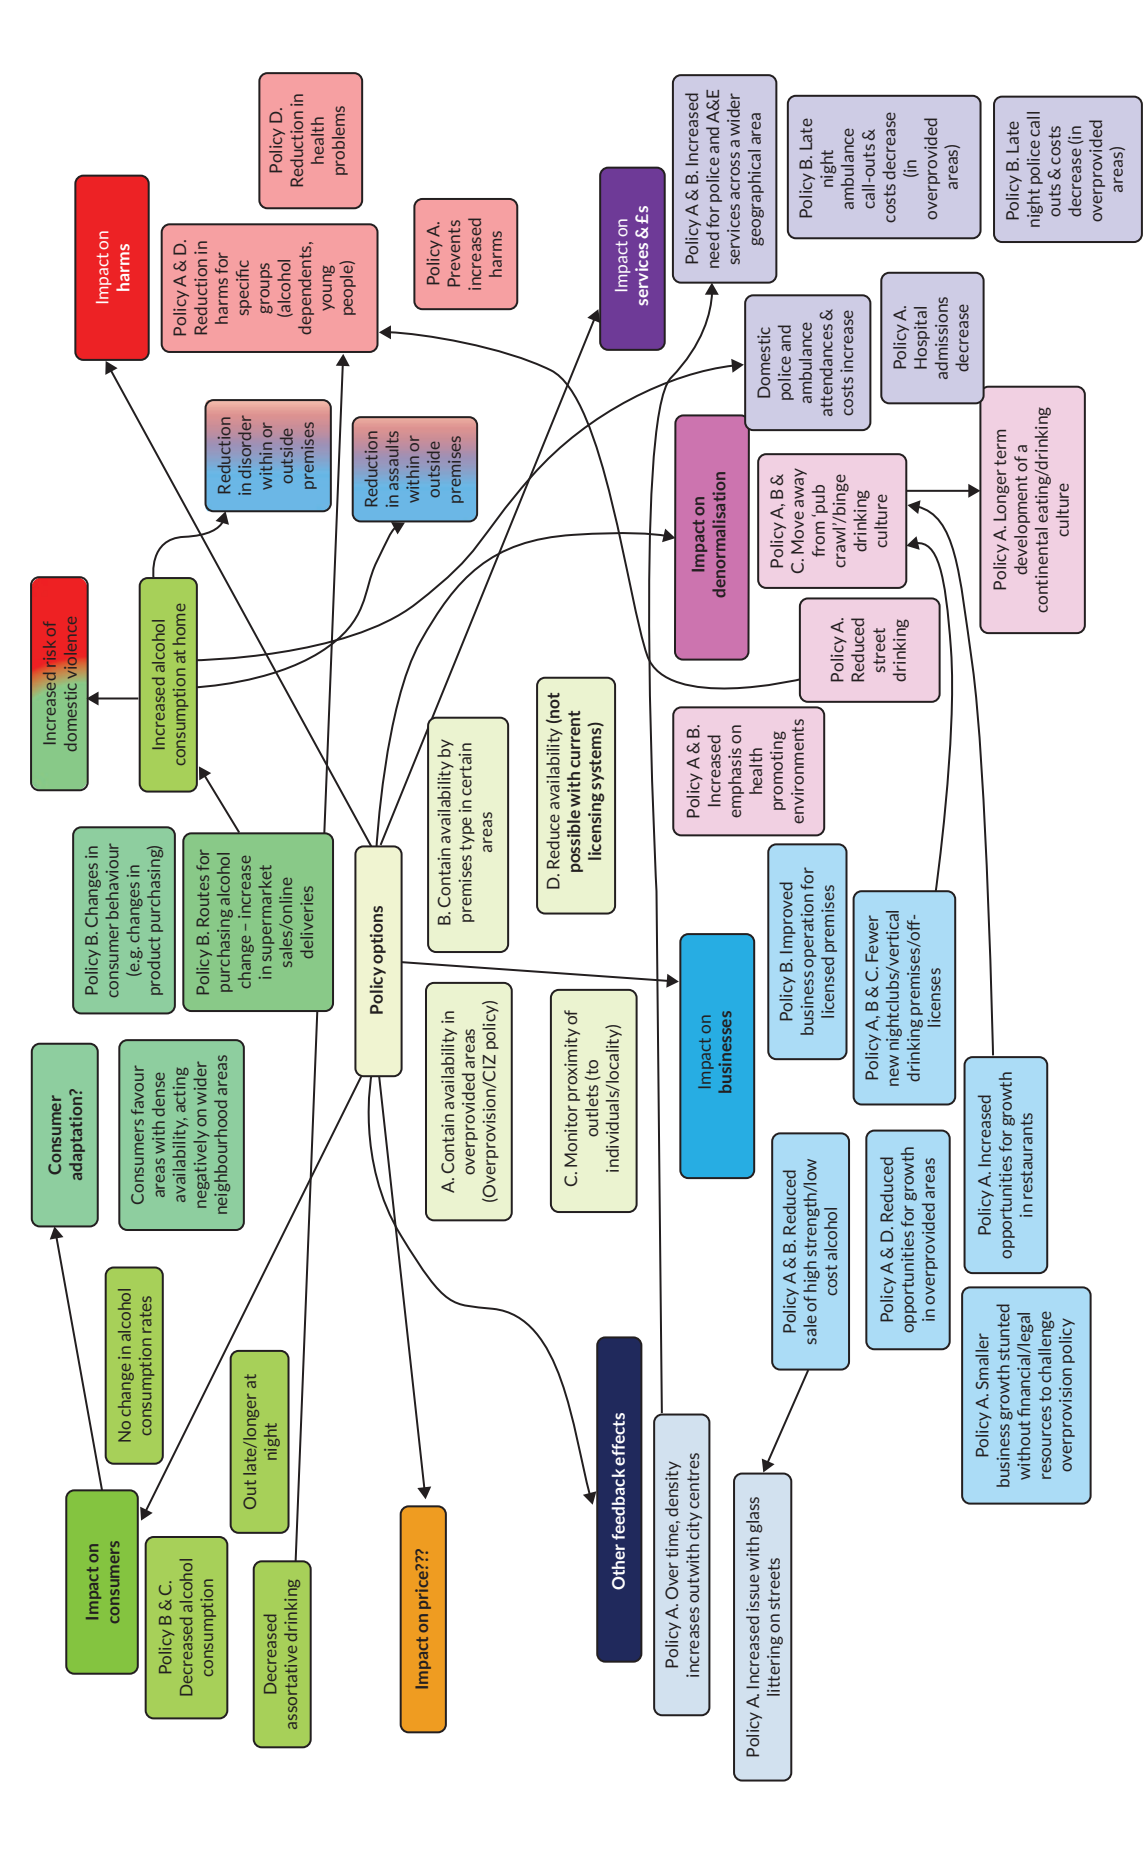 Impact on
consumers
Policy B & C.
Decreased alcohol
consumption
Decreased
assortative drinking
No change in alcohol
consumption rates
Out late/longer at
night
Consumer
adaptation?
Consumers favour
areas with dense
availability, acting
negatively on wider
neighbourhood areas
Policy B. Changes in
consumer behaviour
(e.g. changes in
product purchasing)
Policy B. Routes for
purchasing alcohol
change – increase
in supermarket
sales/online
deliveries
Increased risk of
domestic violence
Increased alcohol
consumption at home
Reduction
in disorder
within or
outside
premises
Reduction
in assaults
within or
outside
premises
Impact on
harms
Policy A & D.
Reduction in
harms for
specific
groups
(alcohol
dependents,
young
people)
Policy D.
Reduction in
health
problems
Policy A.
Prevents
increased
harms
Impact on price???
Policy options
A. Contain availability in
overprovided areas
(Overprovision/CIZ policy)
B. Contain availability by
premises type in certain
areas
C. Monitor proximity of
outlets (to
individuals/locality)
D. Reduce availability (not
possible with current
licensing systems)
Other feedback effects
Policy A. Over time, density
increases outwith city centres
Policy A. Increased issue with glass
littering on streets
Impact on
businesses
Policy A & B. Reduced
sale of high strength/low
cost alcohol
Policy B. Improved
business operation for
licensed premises
Policy A & D. Reduced
opportunities for growth
in overprovided areas
Policy A, B & C. Fewer
new nightclubs/vertical
drinking premises/off-
licenses
Policy A. Smaller
business growth stunted
without financial/legal
resources to challenge
overprovision policy
Policy A. Increased
opportunities for growth
in restaurants
Impact on
denormalisation
Policy A & B.
Increased
emphasis on
health
promoting
environments
Policy A, B &
C. Move away
from ‘pub
crawl’/binge
drinking
culture
Policy A.
Reduced
street
drinking
Policy A. Longer term
development of a
continental eating/drinking
culture
Impact on
services & £s
Policy A & B. Increased
need for police and A&E
services across a wider
geographical area
Domestic
police and
ambulance
attendances &
costs increase
Policy B. Late
night
ambulance
call-outs &
costs decrease
(in
overprovided
areas)
Policy A.
Hospital
admissions
decrease
Policy B. Late
night police call
outs & costs
decrease (in
overprovided
areas)